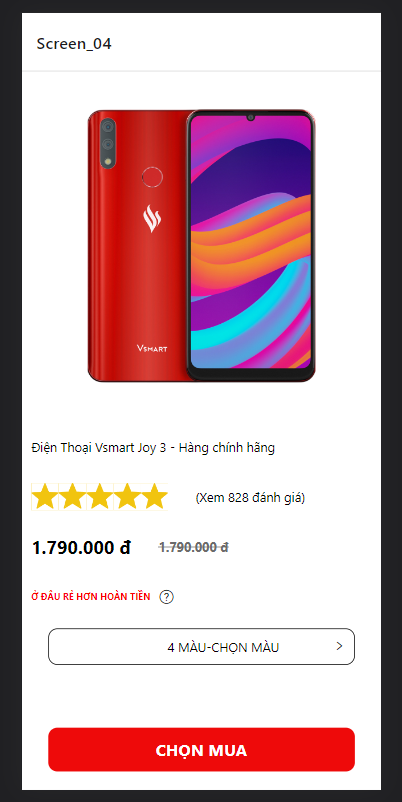 Screen_04
VSMART
Điện Thoại Vsmart Joy 3 - Hàng chính hãng
(Xem 828 đánh giá)
1.790.000 đ 1.790.000 đ
Ở ĐÂU RẺ HƠN HOÀN TIỀN ?
4 MÀU-CHỌN MÀU >
CHỌN MUA